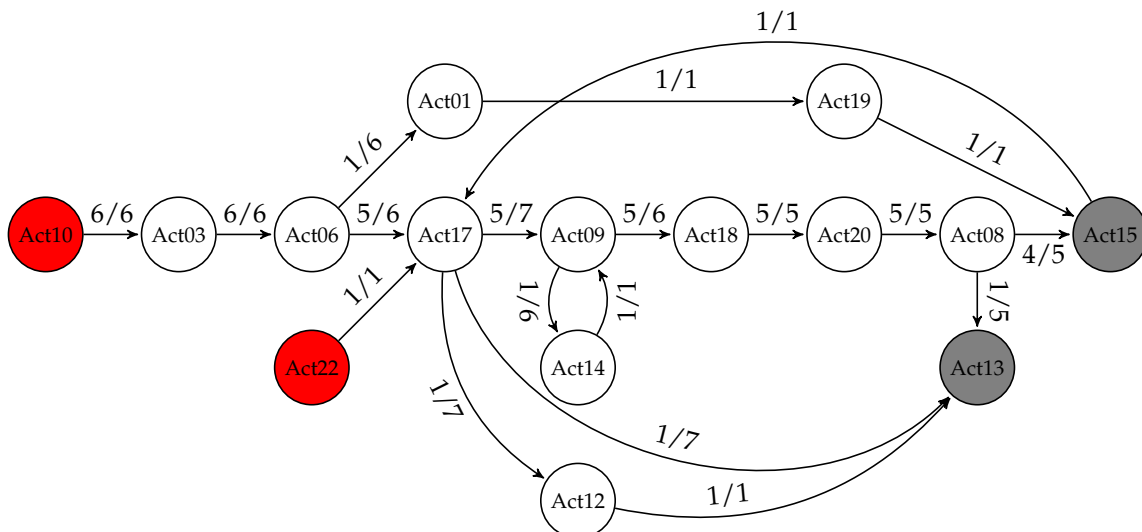 1/1
Act01
1/1
Act19
1/6
1/1
Act10
6/6
Act03
6/6
Act06
5/6
Act17
5/7
Act09
5/6
Act18
5/5
Act20
5/5
Act08
4/5
Act15
1/1
Act22
1/6
1/1
Act14
1/5
Act13
1/7
1/7
Act12
1/1